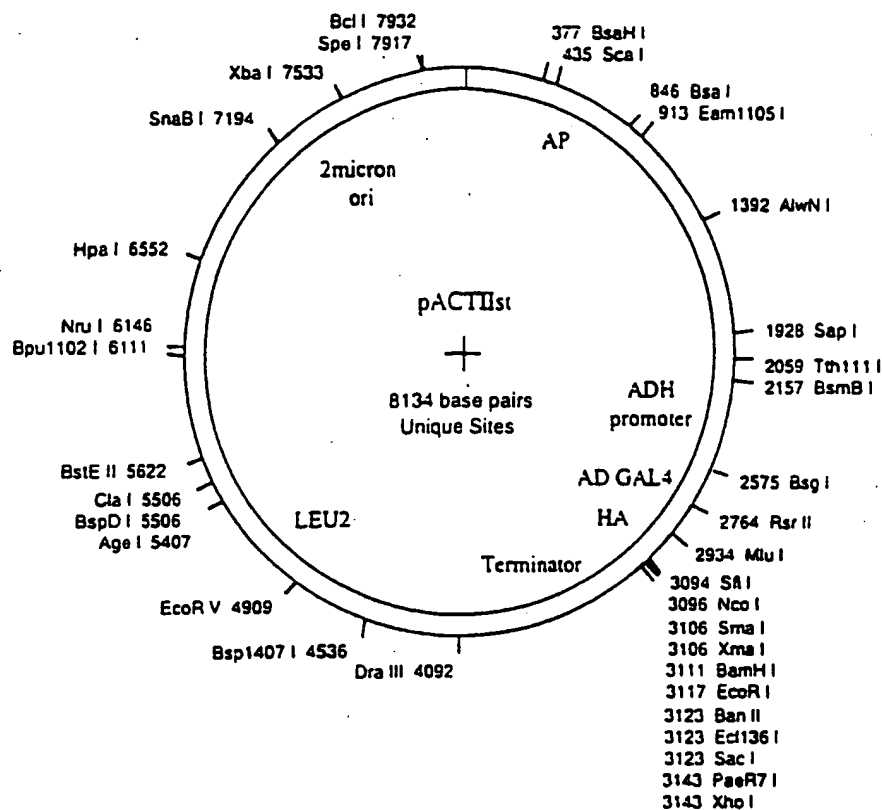 Bcl I 7932
Spe I 7917
Xba I 7533
SnaB I 7194
Hpa I 6552
Nru I 6146
Bpu1102 I 6111
BstE II 5622
Cla I 5506
BspD I 5506
Age I 5407
EcoR V 4909
Bsp1407 I 4536
Dra III 4092
377 BsaH I
435 Sca I
846 Bsa I
913 Eam1105 I
1392 AlwN I
1928 Sap I
2059 Tth111 I
2157 BsmB I
2575 Bsg I
2764 Rsr II
2934 Mlu I
3094 Sfi I
3096 Nco I
3106 Sma I
3106 Xma I
3111 BamH I
3117 EcoR I
3123 Ban II
3123 Ecl136 I
3123 Sac I
3143 PaeR7 I
3143 Xho I
AP
2micron
ori
pACTIIst
8134 base pairs
Unique Sites
ADH
promoter
AD GAL4
HA
Terminator
LEU2